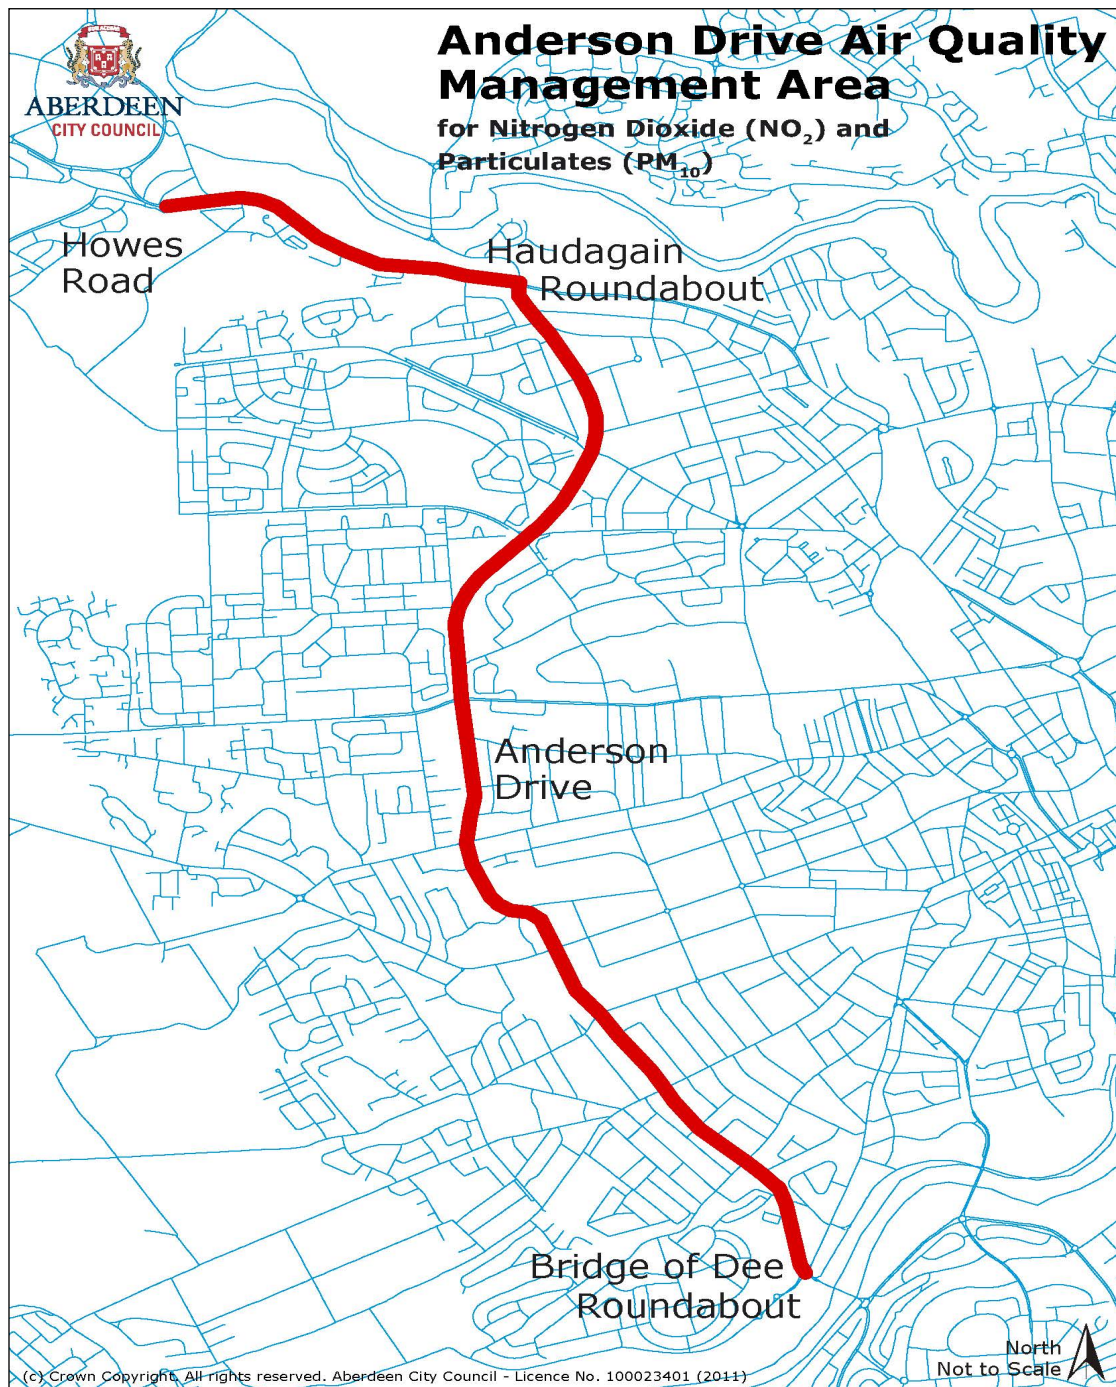 ABERDEEN
CITY COUNCIL
Anderson Drive Air Quality
Management Area
for Nitrogen Dioxide (NO₂) and
Particulates (PM₁₀)
Howes
Road
Haudagain
Roundabout
Anderson
Drive
Bridge of Dee
Roundabout
North
Not to Scale
(c) Crown Copyright. All rights reserved. Aberdeen City Council - Licence No. 100023401 (2011)